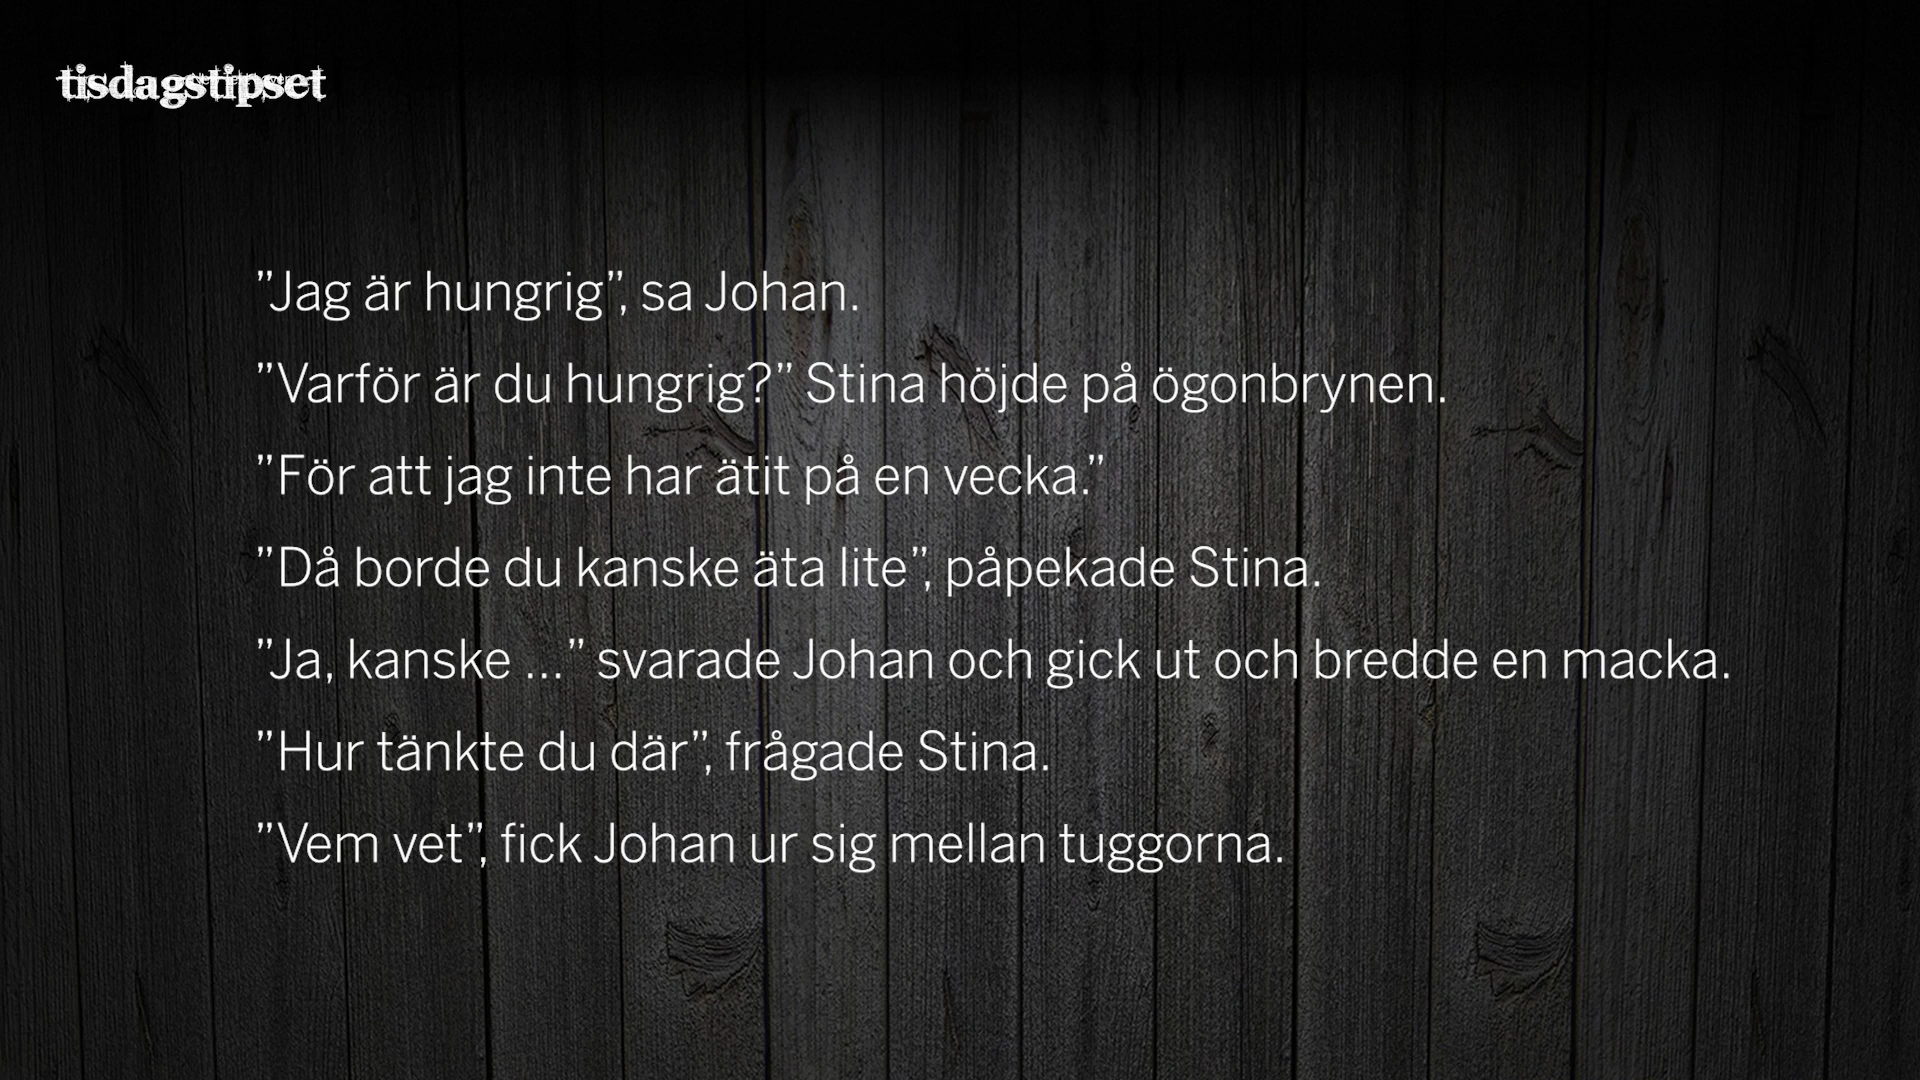 tisdagstipset
”Jag är hungrig”, sa Johan.
”Varför är du hungrig?” Stina höjde på ögonbrynen.
”För att jag inte har ätit på en vecka.”
”Då borde du kanske äta lite”, påpekade Stina.
”Ja, kanske ...” svarade Johan och gick ut och bredde en macka.
”Hur tänkte du där”, frågade Stina.
”Vem vet”, fick Johan ur sig mellan tuggorna.